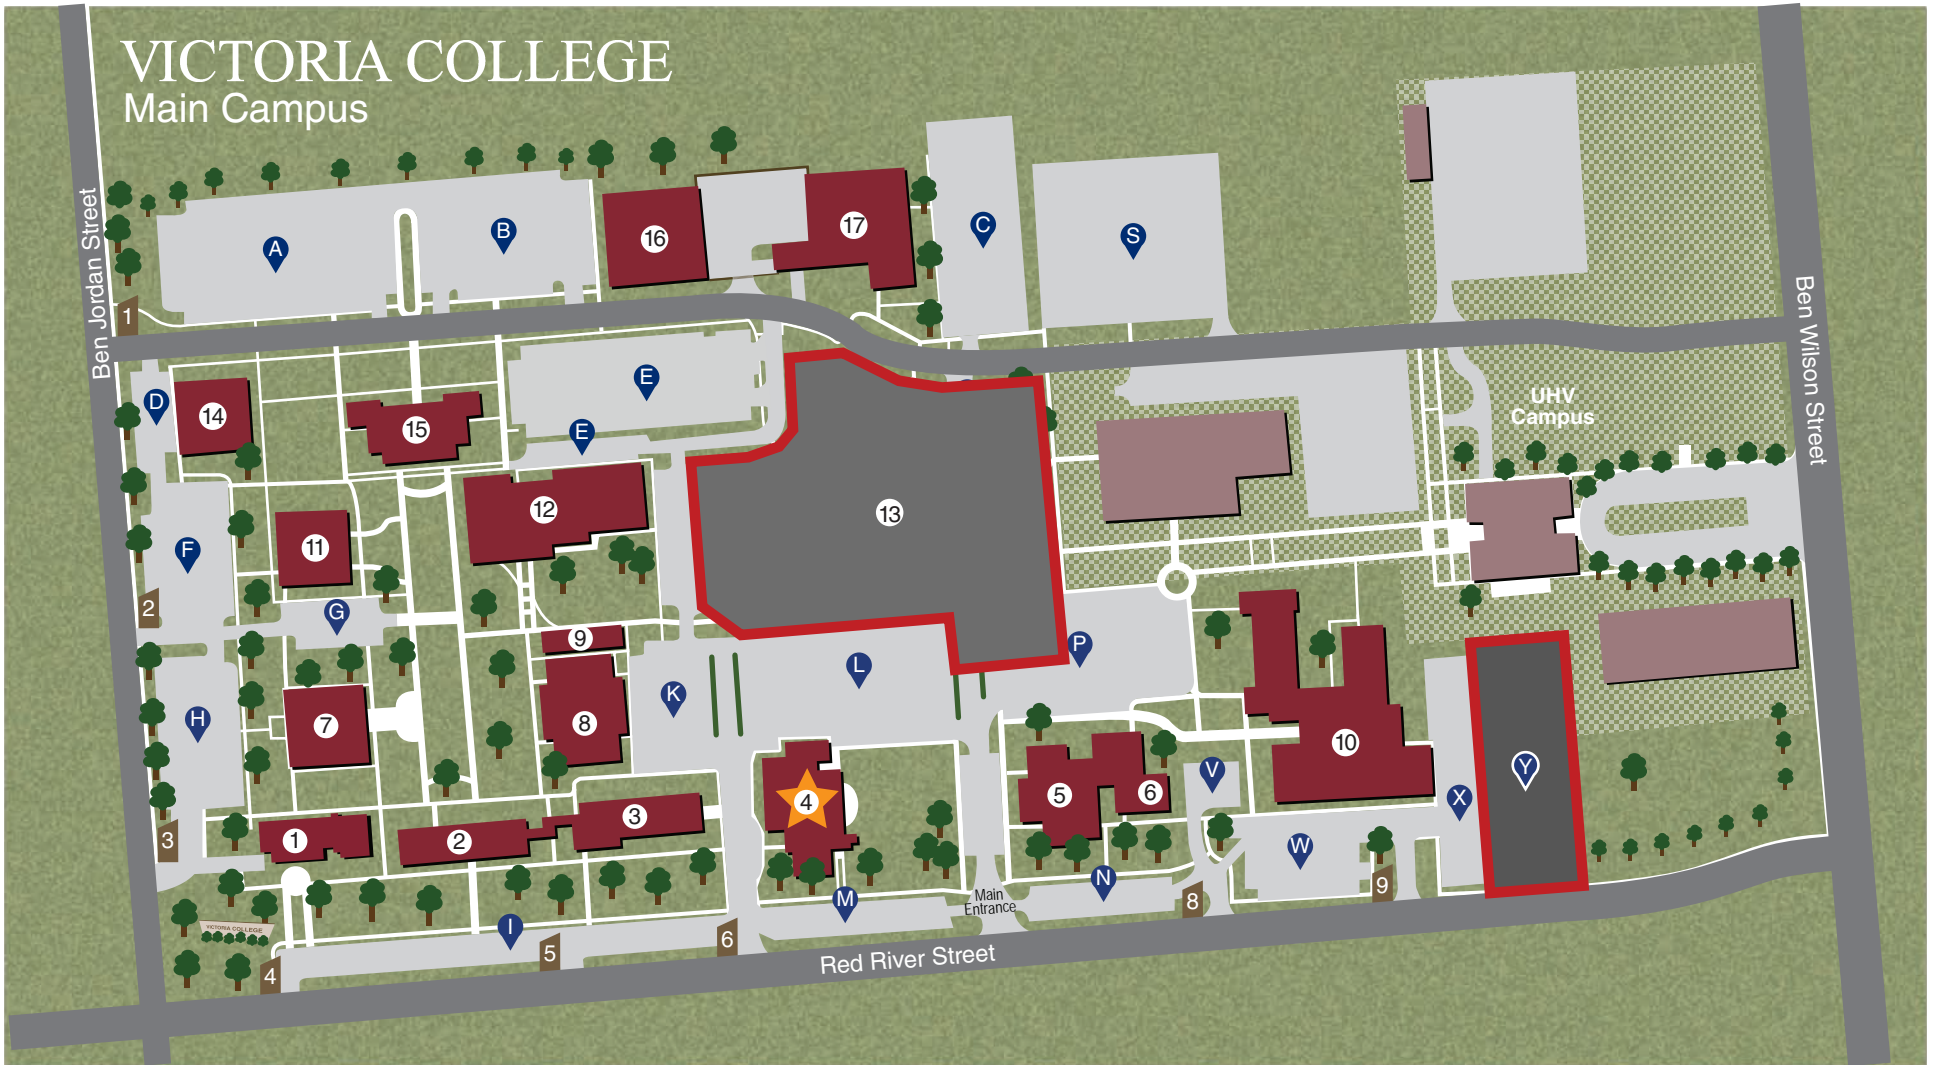 VICTORIA COLLEGE
Main Campus
Ben Jordan Street
Ben Wilson Street
A
B
16
17
C
S
1
D
14
15
E
E
UHV
Campus
12
13
F
11
2
G
9
P
H
7
8
K
L
10
V
Y
X
4
5
6
3
1
2
3
W
N
M
Main
Entrance
8
9
VICTORIA COLLEGE
I
5
6
4
Red River Street